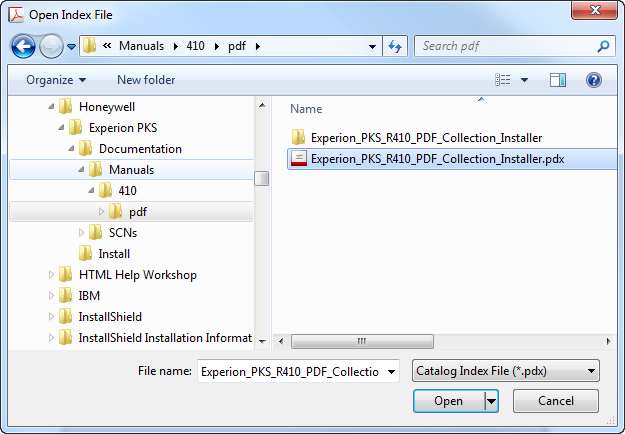 Open Index File
« Manuals 410 pdf
Search pdf
Organize
New folder
Honeywell
Experion PKS
Documentation
Manuals
410
pdf
SCNs
Install
HTML Help Workshop
IBM
InstallShield
InstallShield Installation Informat
Name
Experion_PKS_R410_PDF_Collection_Installer
Experion_PKS_R410_PDF_Collection_Installer.pdx
File name:
Experion_PKS_R410_PDF_Collectio
Catalog Index File (*.pdx)
Open
Cancel